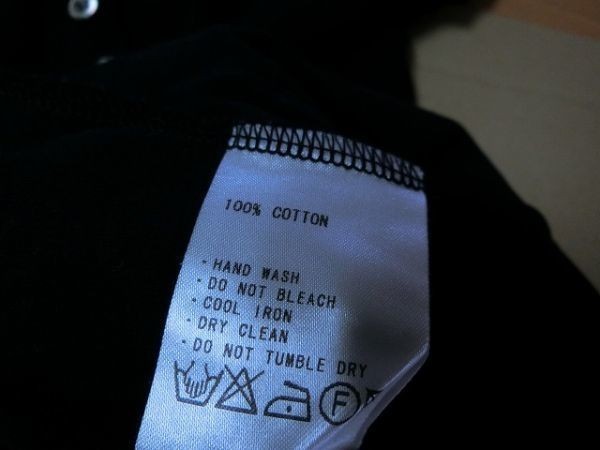 100% COTTON
· HAND WASH
· DO NOT BLEACH
· COOL IRON
· DRY CLEAN
· DO NOT TUMBLE DRY
F